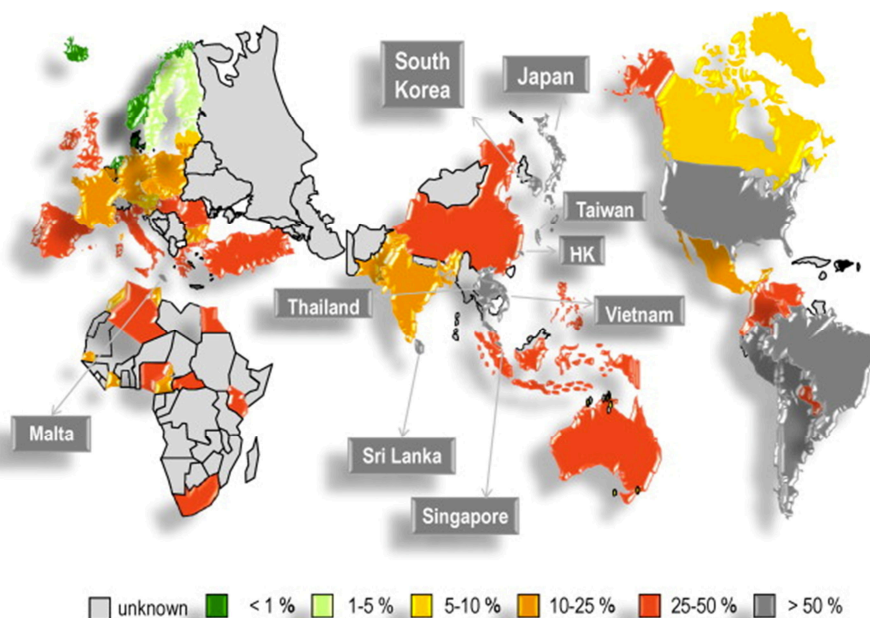 South
Korea
Japan
Taiwan
HK
Thailand
Vietnam
Malta
Sri Lanka
Singapore
unknown
< 1 %
1-5 %
5-10 %
10-25 %
25-50 %
> 50 %